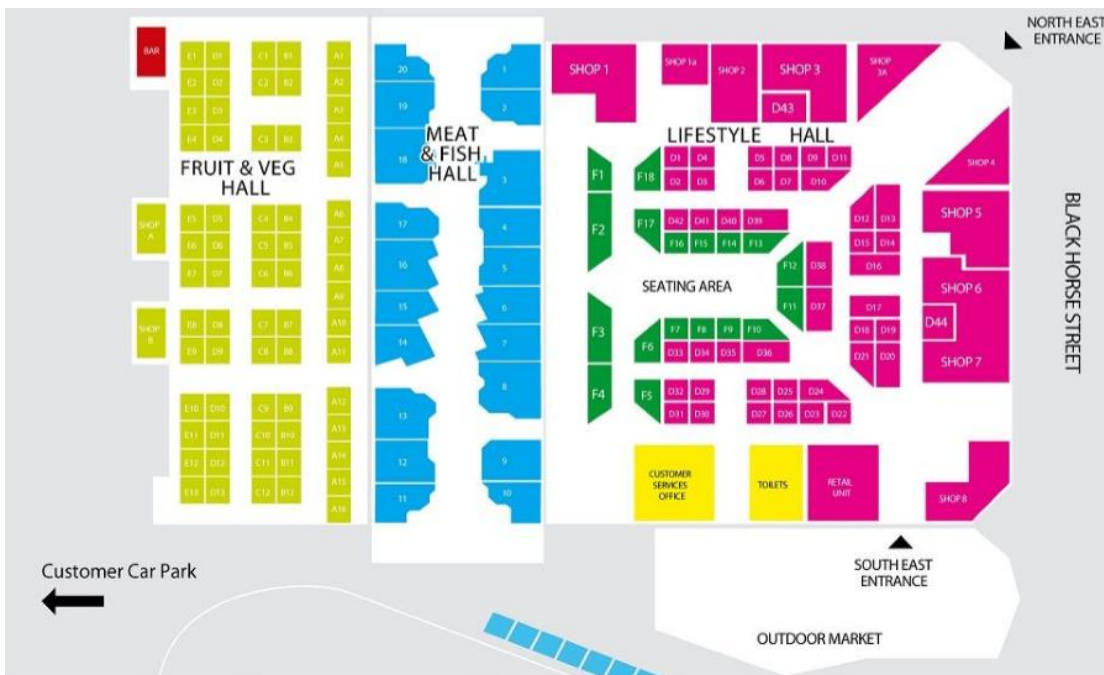 NORTH EAST
ENTRANCE
BAR
E1 D1 C1 B1 A1
E2 D2 C2 B2 A2
E3 D3 A3
E4 D4 C3 B3 A4
A5
FRUIT & VEG
HALL
SHOP
A
E5 D5 C4 B4 A6
E6 D6 C5 B5 A7
E7 D7 C6 B6 A8
A9
SHOP
B
E8 D8 C7 B7 A10
E9 D9 C8 B8 A11
E10 D10 C9 B9 A12
E11 D11 C10 B10 A13
E12 D12 C11 B11 A14
E13 D13 C12 B12 A15
A16
20 1
19 2
MEAT
& FISH
HALL
18 3
17 4
16 5
15 6
14 7
8
13
12 9
11 10
SHOP 1
SHOP 1a
SHOP 2
SHOP 3
SHOP
3A
D43
LIFESTYLE HALL
SHOP 4
F1 F18 D1 D4 D5 D8 D9 D11
D2 D3 D6 D7 D10
F2 F17 D42 D41 D40 D39
F16 F15 F14 F13
D12 D13
D15 D14
D16
SHOP 5
F12 D38
SEATING AREA
F11 D37
SHOP 6
D17
D44
D18 D19
D21 D20
SHOP 7
F3 F6 F7 F8 F9 F10
D33 D34 D35 D36
F4 F5 D32 D29 D28 D25 D24
D31 D30 D27 D26 D23 D22
BLACK HORSE STREET
CUSTOMER
SERVICES
OFFICE
TOILETS
RETAIL
UNIT
SHOP 8
SOUTH EAST
ENTRANCE
Customer Car Park
OUTDOOR MARKET